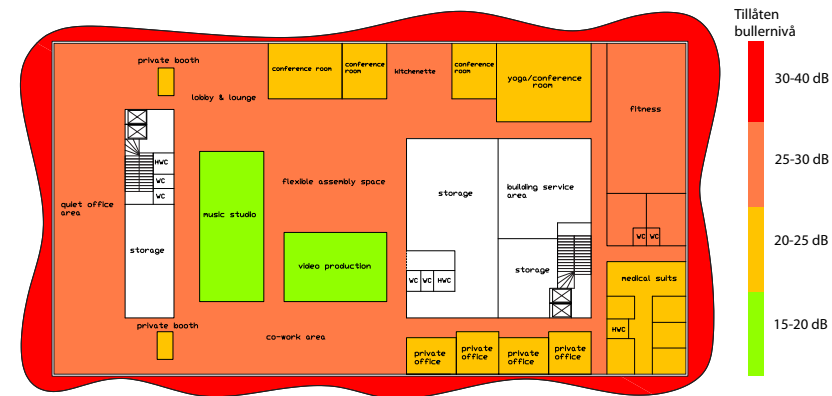 Tillåten
bullernivå
30-40 dB
25-30 dB
20-25 dB
15-20 dB
private booth
conference room
conference
room
kitchenette
conference
room
yoga/conference
room
lobby & lounge
fitness
HWC
WC
WC
flexible assembly space
quiet office
area
music studio
storage
building service
area
storage
video production
WC
WC
storage
WC
WC
HWC
medical suits
private booth
co-work area
HWC
private
office
private
office
private
office
private
office